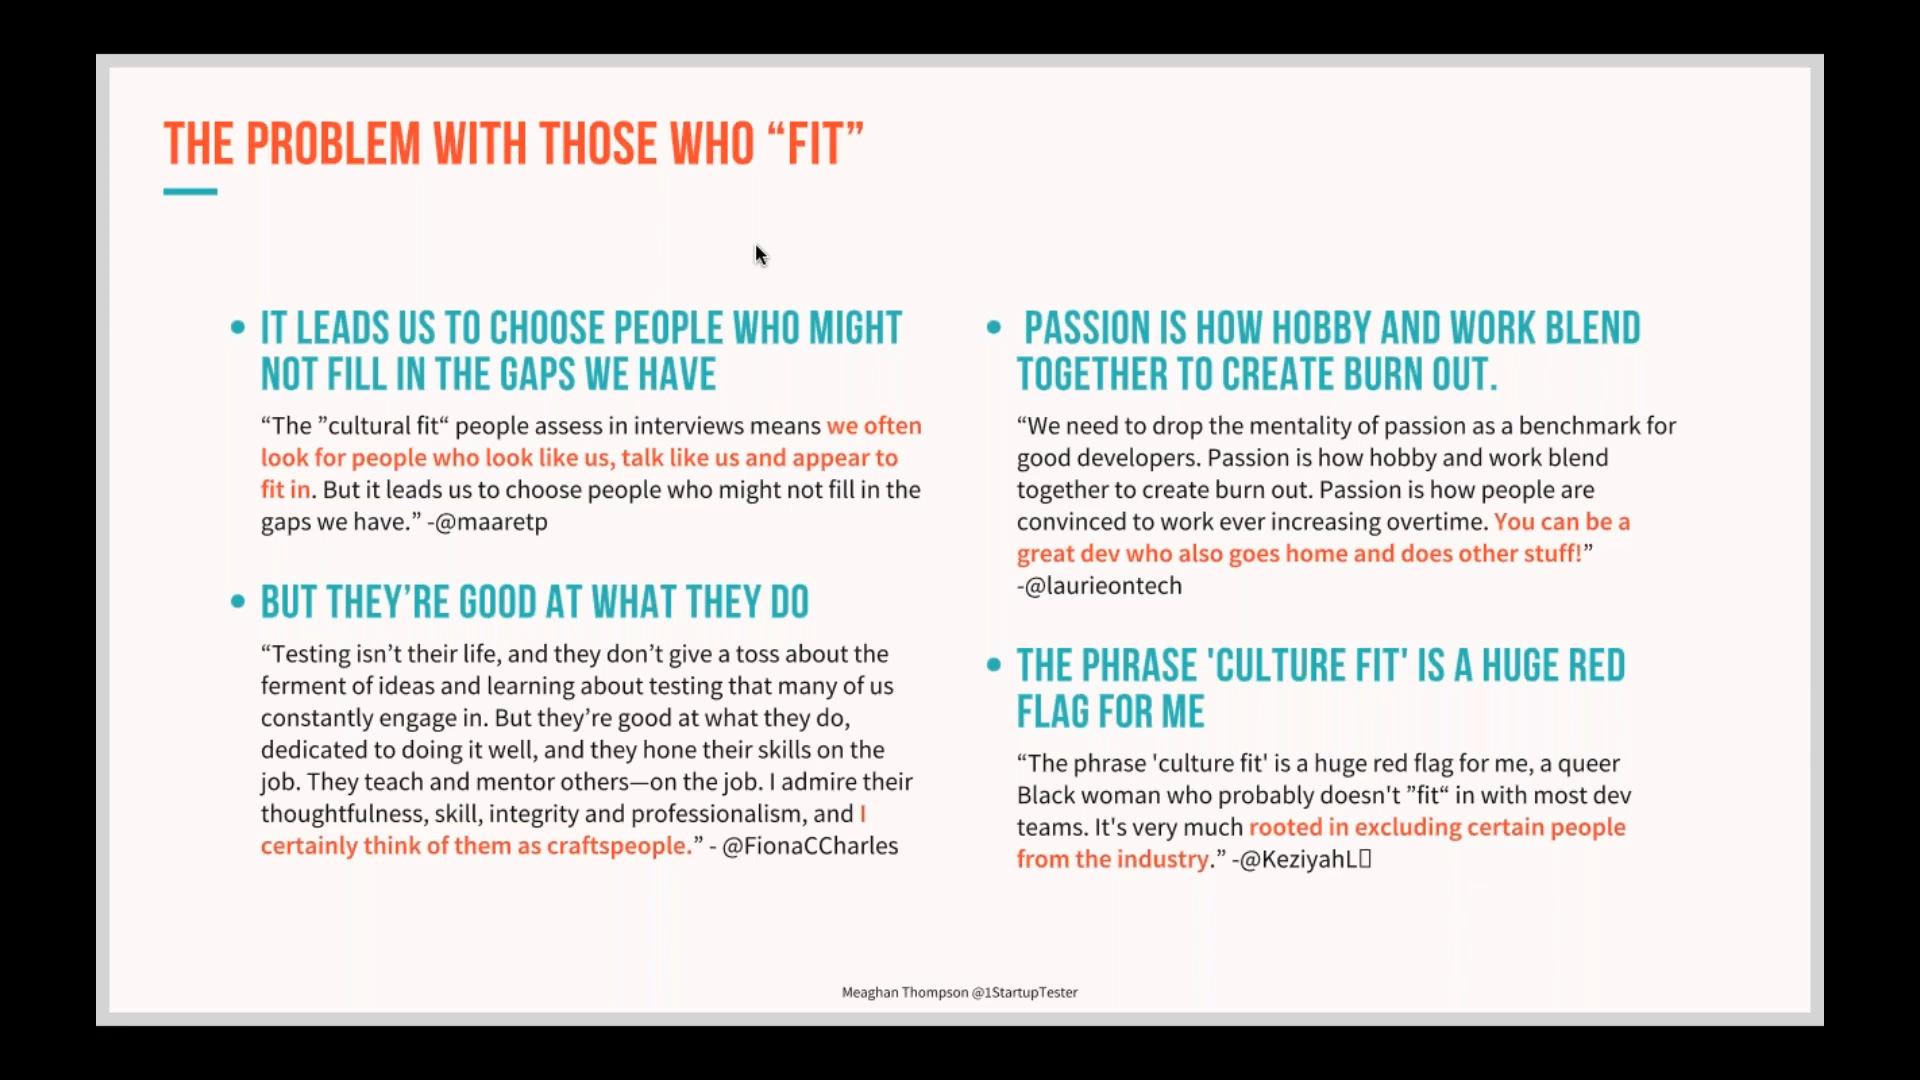 THE PROBLEM WITH THOSE WHO “FIT”
• IT LEADS US TO CHOOSE PEOPLE WHO MIGHT
NOT FILL IN THE GAPS WE HAVE
“The ”cultural fit“ people assess in interviews means we often
look for people who look like us, talk like us and appear to
fit in. But it leads us to choose people who might not fill in the
gaps we have.” -@maaretp
• BUT THEY’RE GOOD AT WHAT THEY DO
“Testing isn’t their life, and they don’t give a toss about the
ferment of ideas and learning about testing that many of us
constantly engage in. But they’re good at what they do,
dedicated to doing it well, and they hone their skills on the
job. They teach and mentor others—on the job. I admire their
thoughtfulness, skill, integrity and professionalism, and I
certainly think of them as craftspeople.” - @FionaCCharles
• PASSION IS HOW HOBBY AND WORK BLEND
TOGETHER TO CREATE BURN OUT.
“We need to drop the mentality of passion as a benchmark for
good developers. Passion is how hobby and work blend
together to create burn out. Passion is how people are
convinced to work ever increasing overtime. You can be a
great dev who also goes home and does other stuff!”
-@laurieontech
• THE PHRASE 'CULTURE FIT' IS A HUGE RED
FLAG FOR ME
“The phrase 'culture fit' is a huge red flag for me, a queer
Black woman who probably doesn't ”fit“ in with most dev
teams. It's very much rooted in excluding certain people
from the industry.” -@KeziyahL
Meaghan Thompson @1StartupTester